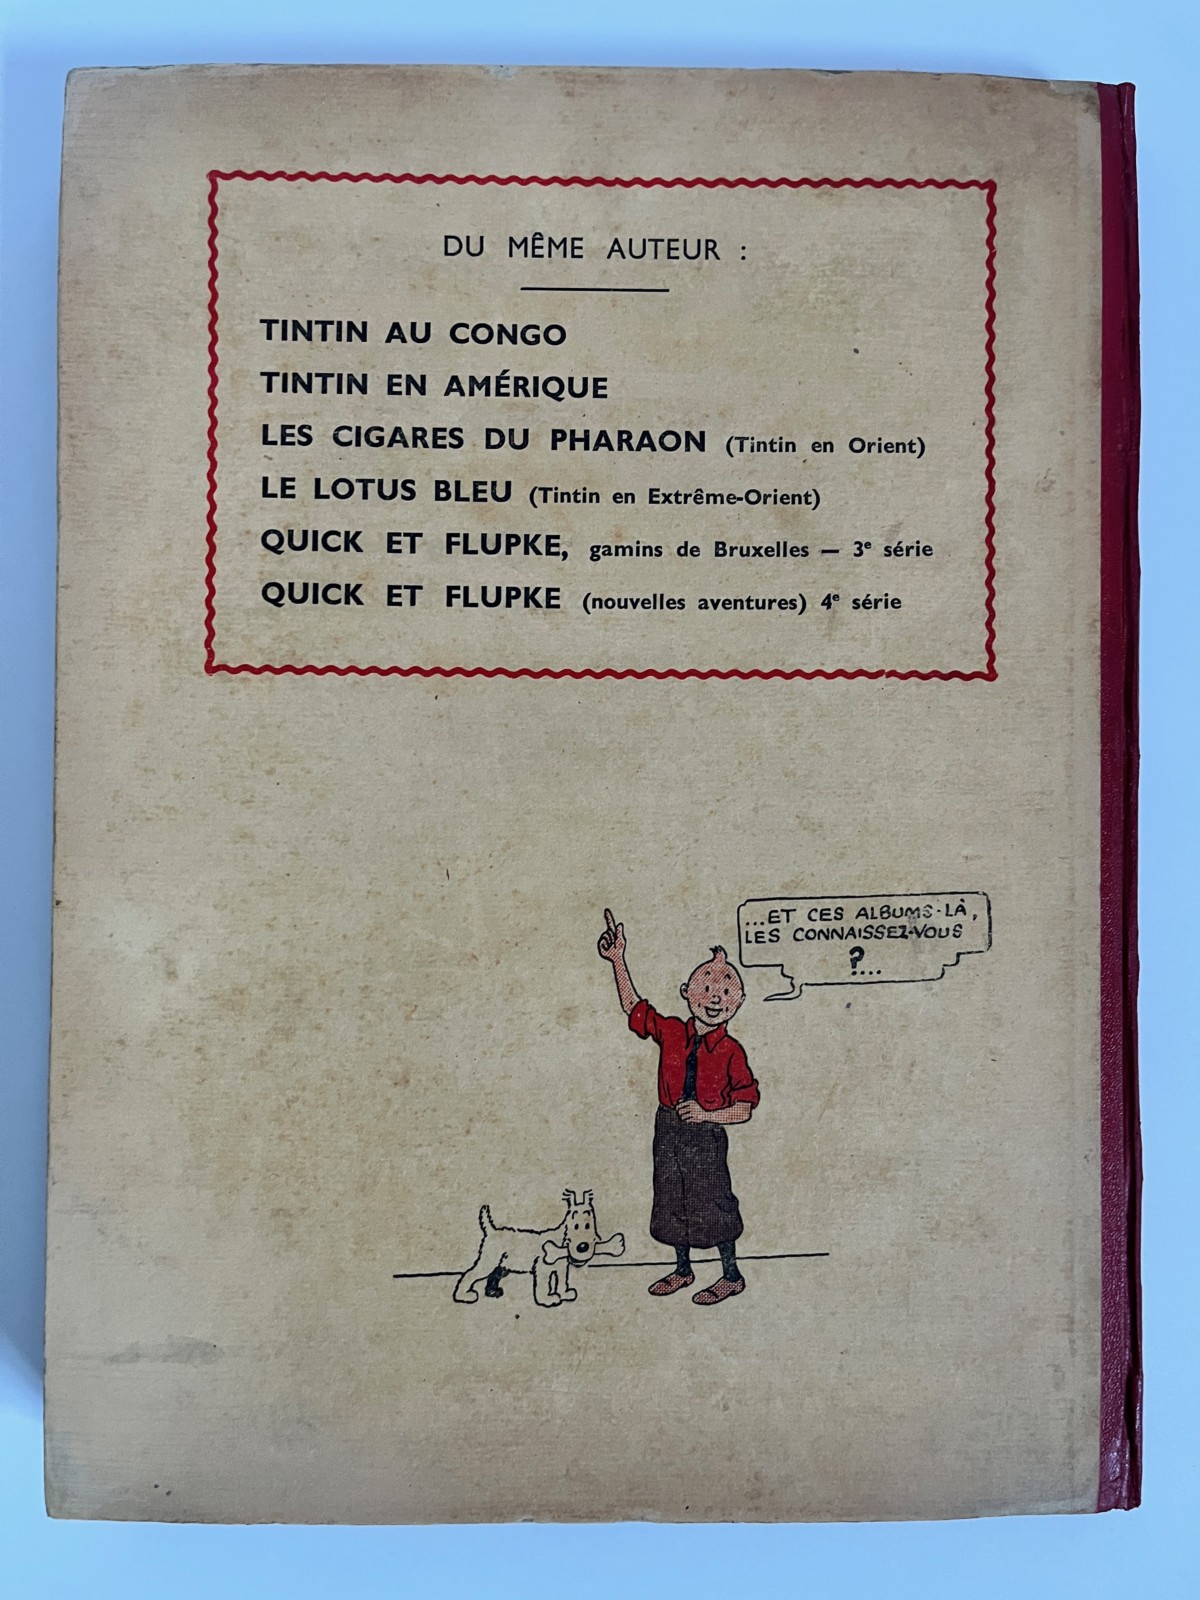 DU MÊME AUTEUR :
TINTIN AU CONGO
TINTIN EN AMÉRIQUE
LES CIGARES DU PHARAON (Tintin en Orient)
LE LOTUS BLEU (Tintin en Extrême-Orient)
QUICK ET FLUPKE, gamins de Bruxelles — 3e série
QUICK ET FLUPKE (nouvelles aventures) 4e série
...ET CES ALBUMS-LÀ,
LES CONNAISSEZ-VOUS
?...